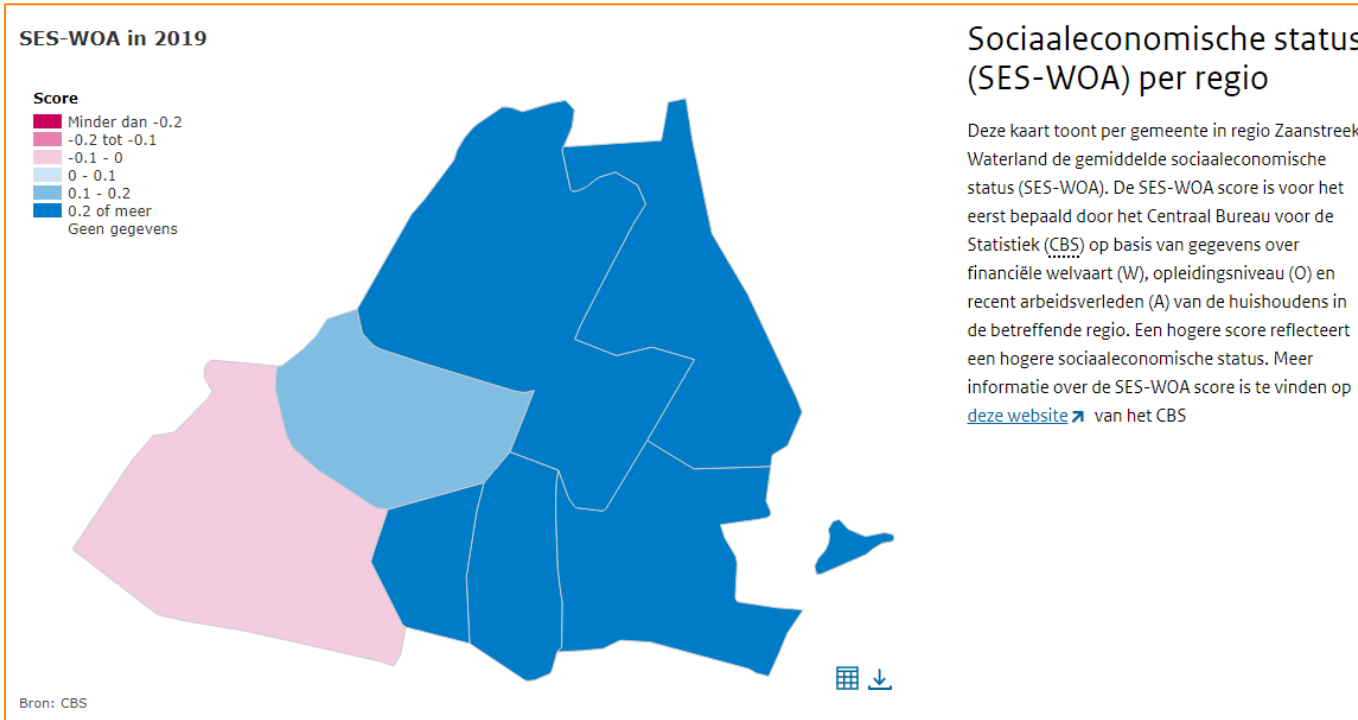 SES-WOA in 2019
Score
Minder dan -0.2
-0.2 tot -0.1
-0.1 - 0
0 - 0.1
0.1 - 0.2
0.2 of meer
Geen gegevens
Bron: CBS
Sociaaleconomische status
(SES-WOA) per regio
Deze kaart toont per gemeente in regio Zaanstreek
Waterland de gemiddelde sociaaleconomische
status (SES-WOA). De SES-WOA score is voor het
eerst bepaald door het Centraal Bureau voor de
Statistiek (CBS) op basis van gegevens over
financiële welvaart (W), opleidingsniveau (O) en
recent arbeidsverleden (A) van de huishoudens in
de betreffende regio. Een hogere score reflecteert
een hogere sociaaleconomische status. Meer
informatie over de SES-WOA score is te vinden op
deze website van het CBS